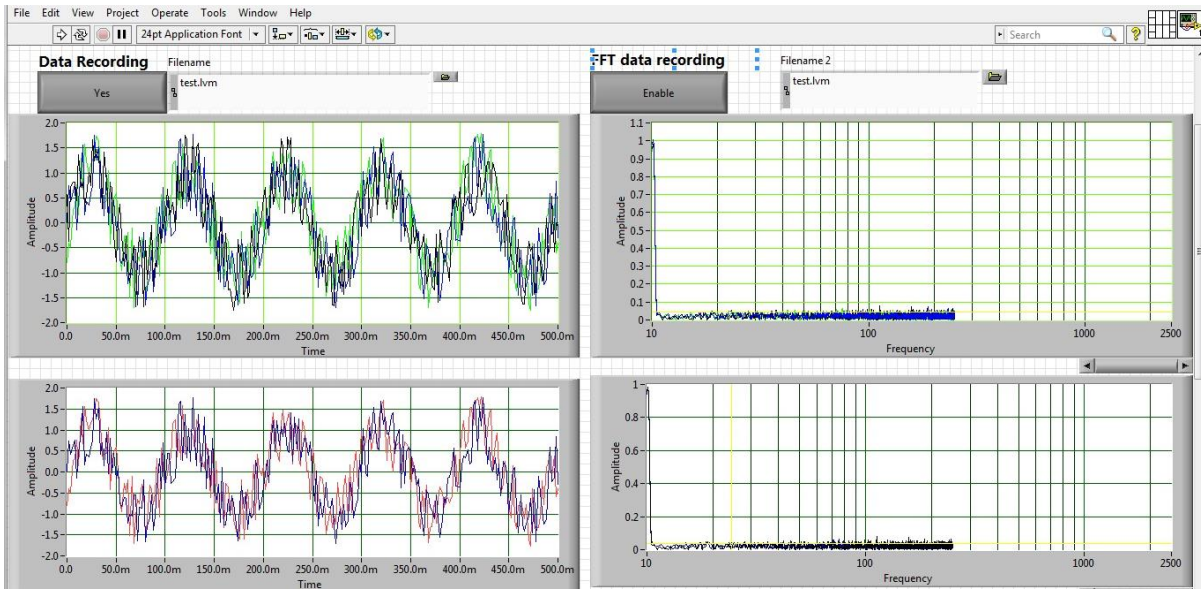 File Edit View Project Operate Tools Window Help
24pt Application Font
Search
Data Recording
Filename
Yes
test.lvm
FFT data recording
Filename 2
Enable
test.lvm
Amplitude
2.0
1.5
1.0
0.5
0.0
-0.5
-1.0
-1.5
-2.0
0.0 50.0m 100.0m 150.0m 200.0m 250.0m 300.0m 350.0m 400.0m 450.0m 500.0m
Time
Amplitude
1.1
1
0.9
0.8
0.7
0.6
0.5
0.4
0.3
0.2
0.1
0
10 100 1000 2500
Frequency
Amplitude
2.0
1.5
1.0
0.5
0.0
-0.5
-1.0
-1.5
-2.0
0.0 50.0m 100.0m 150.0m 200.0m 250.0m 300.0m 350.0m 400.0m 450.0m 500.0m
Time
Amplitude
1
0.8
0.6
0.4
0.2
0
10 100 1000 2500
Frequency